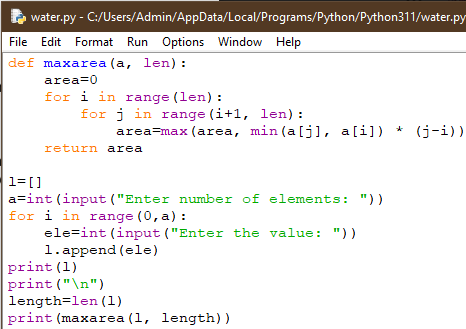 water.py - C:/Users/Admin/AppData/Local/Programs/Python/Python311/water.py
File Edit Format Run Options Window Help
def maxarea(a, len):
    area=0
    for i in range(len):
        for j in range(i+1, len):
            area=max(area, min(a[j], a[i]) * (j-i))
    return area

l=[]
a=int(input("Enter number of elements: "))
for i in range(0,a):
    ele=int(input("Enter the value: "))
    l.append(ele)
print(l)
print("\n")
length=len(l)
print(maxarea(l, length))